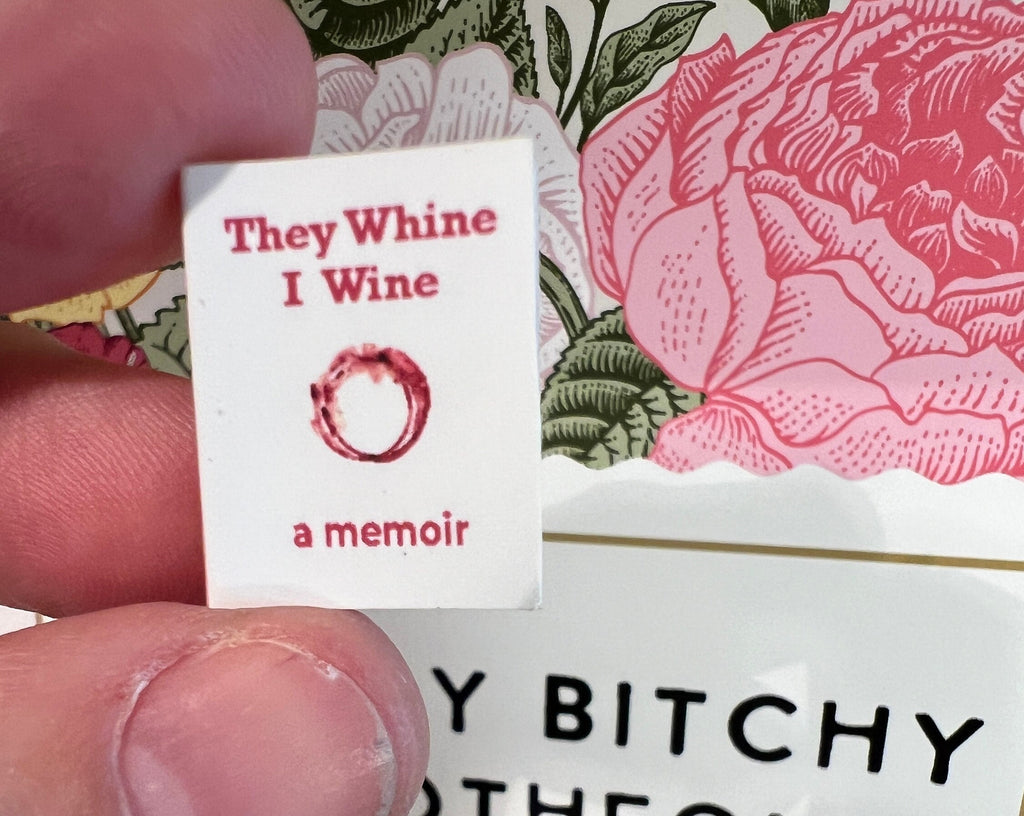 They Whine
I Wine
a memoir
Y BITCHY